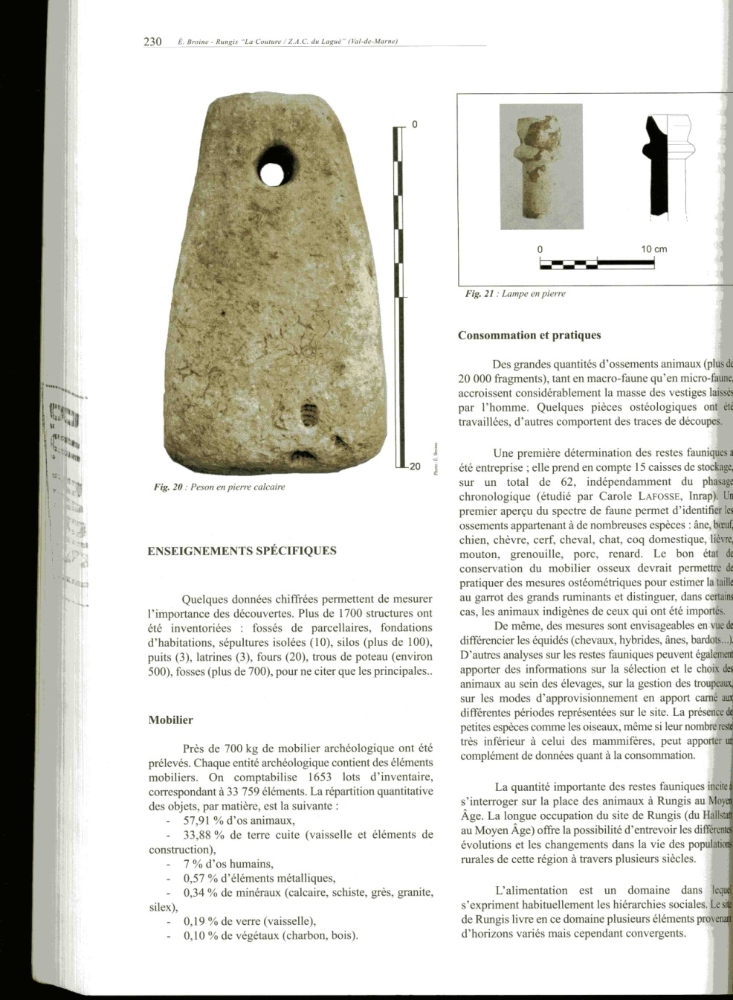 230 É. Broine - Rungis "La Couture / Z.A.C. du Lagué" (Val-de-Marne)
0
20
Photo : É. Broine
Fig. 20 : Peson en pierre calcaire
ENSEIGNEMENTS SPÉCIFIQUES
Quelques données chiffrées permettent de mesurer
l'importance des découvertes. Plus de 1700 structures ont
été inventoriées : fossés de parcellaires, fondations
d'habitations, sépultures isolées (10), silos (plus de 100),
puits (3), latrines (3), fours (20), trous de poteau (environ
500), fosses (plus de 700), pour ne citer que les principales..
Mobilier
Près de 700 kg de mobilier archéologique ont été
prélevés. Chaque entité archéologique contient des éléments
mobiliers. On comptabilise 1653 lots d'inventaire,
correspondant à 33 759 éléments. La répartition quantitative
des objets, par matière, est la suivante :
- 57,91 % d'os animaux,
- 33,88 % de terre cuite (vaisselle et éléments de
construction),
- 7 % d'os humains,
- 0,57 % d'éléments métalliques,
- 0,34 % de minéraux (calcaire, schiste, grès, granite,
silex),
- 0,19 % de verre (vaisselle),
- 0,10 % de végétaux (charbon, bois).
0 10 cm
Fig. 21 : Lampe en pierre
Consommation et pratiques
Des grandes quantités d'ossements animaux (plus de
20 000 fragments), tant en macro-faune qu'en micro-faune,
accroissent considérablement la masse des vestiges laissés
par l'homme. Quelques pièces ostéologiques ont été
travaillées, d'autres comportent des traces de découpes.
Une première détermination des restes fauniques a
été entreprise ; elle prend en compte 15 caisses de stockage,
sur un total de 62, indépendamment du phasage
chronologique (étudié par Carole LAFOSSE, Inrap). Un
premier aperçu du spectre de faune permet d'identifier les
ossements appartenant à de nombreuses espèces : âne, bœuf,
chien, chèvre, cerf, cheval, chat, coq domestique, lièvre,
mouton, grenouille, porc, renard. Le bon état de
conservation du mobilier osseux devrait permettre de
pratiquer des mesures ostéométriques pour estimer la taille
au garrot des grands ruminants et distinguer, dans certains
cas, les animaux indigènes de ceux qui ont été importés.
De même, des mesures sont envisageables en vue de
différencier les équidés (chevaux, hybrides, ânes, bardots...).
D'autres analyses sur les restes fauniques peuvent également
apporter des informations sur la sélection et le choix des
animaux au sein des élevages, sur la gestion des troupeaux,
sur les modes d'approvisionnement en apport carné aux
différentes périodes représentées sur le site. La présence de
petites espèces comme les oiseaux, même si leur nombre reste
très inférieur à celui des mammifères, peut apporter un
complément de données quant à la consommation.
La quantité importante des restes fauniques incite à
s'interroger sur la place des animaux à Rungis au Moyen
Âge. La longue occupation du site de Rungis (du Hallstatt
au Moyen Âge) offre la possibilité d'entrevoir les différentes
évolutions et les changements dans la vie des populations
rurales de cette région à travers plusieurs siècles.
L'alimentation est un domaine dans lequel
s'expriment habituellement les hiérarchies sociales. Le site
de Rungis livre en ce domaine plusieurs éléments provenant
d'horizons variés mais cependant convergents.